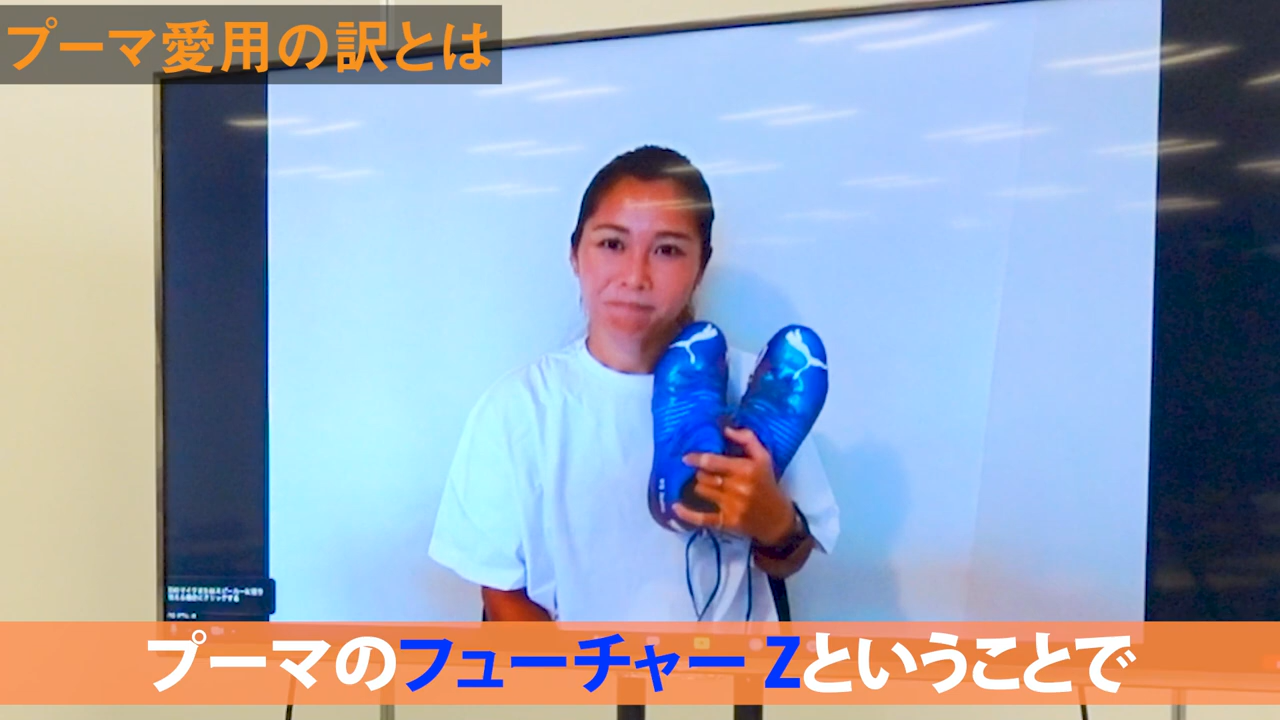 プーマ愛用の訳とは
プーマのフューチャー Zということで